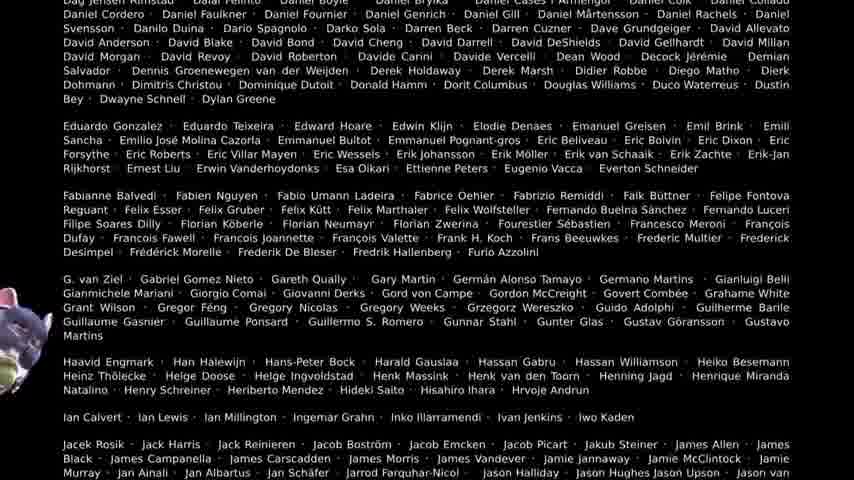 Dag Jensen Rimstad · Dalai Felinto · Daniel Boyle · Daniel Brylka · Daniel Cases i Armengol · Daniel Colk · Daniel Collado
Daniel Cordero · Daniel Faulkner · Daniel Fournier · Daniel Genrich · Daniel Gill · Daniel Mårtensson · Daniel Rachels · Daniel
Svensson · Danilo Duina · Dario Spagnolo · Darko Sola · Darren Beck · Darren Cuzner · Dave Grundgeiger · David Allevato
David Anderson · David Blake · David Bond · David Cheng · David Darrell · David DeShields · David Gellhardt · David Millan
David Morgan · David Revoy · David Roberton · Davide Canni · Davide Vercelli · Dean Wood · Decock Jérémie · Demian
Salvador · Dennis Groenewegen van der Weijden · Derek Holdaway · Derek Marsh · Didier Robbe · Diego Matho · Dierk
Dohmann · Dimitris Christou · Dominique Dutoit · Donald Hamm · Dorit Columbus · Douglas Williams · Duco Waterreus · Dustin
Bey · Dwayne Schnell · Dylan Greene
Eduardo Gonzalez · Eduardo Teixeira · Edward Hoare · Edwin Klijn · Elodie Denaes · Emanuel Greisen · Emil Brink · Emili
Sancha · Emilio José Molina Cazorla · Emmanuel Bultot · Emmanuel Pognant-gros · Eric Beliveau · Eric Boivin · Eric Dixon · Eric
Forsythe · Eric Roberts · Eric Villar Mayen · Eric Wessels · Erik Johansson · Erik Möller · Erik van Schaaik · Erik Zachte · Erik-Jan
Rijkhorst · Ernest Liu · Erwin Vanderhoydonks · Esa Oikari · Ettienne Peters · Eugenio Vacca · Everton Schneider
Fabianne Balvedi · Fabien Nguyen · Fabio Umann Ladeira · Fabrice Oehler · Fabrizio Remiddi · Falk Büttner · Felipe Fontova
Reguant · Felix Esser · Felix Gruber · Felix Kütt · Felix Marthaler · Felix Wolfsteller · Fernando Buelna Sánchez · Fernando Luceri
Filipe Soares Dilly · Florian Köberle · Florian Neumayr · Florian Zwerina · Fourestier Sébastien · Francesco Meroni · François
Dufay · Francois Fawell · Francois Joannette · François Valette · Frank H. Koch · Frans Beeuwkes · Frederic Multier · Frederick
Desimpel · Frédérick Morelle · Frederik De Bleser · Fredrik Hallenberg · Furio Azzolini
G. van Ziel · Gabriel Gomez Nieto · Gareth Qually · Gary Martin · Germán Alonso Tamayo · Germano Martins · Gianluigi Belli
Gianmichele Mariani · Giorgio Comai · Giovanni Derks · Gord von Campe · Gordon McCreight · Govert Combée · Grahame White
Grant Wilson · Gregor Féng · Gregory Nicolas · Gregory Weeks · Grzegorz Wereszko · Guido Adolphi · Guilherme Barile
Guillaume Gasnier · Guillaume Ponsard · Guillermo S. Romero · Gunnar Stahl · Gunter Glas · Gustav Göransson · Gustavo
Martins
Haavid Engmark · Han Halewijn · Hans-Peter Bock · Harald Gauslaa · Hassan Gabru · Hassan Williamson · Heiko Besemann
Heinz Thölecke · Helge Doose · Helge Ingvoldstad · Henk Massink · Henk van den Toorn · Henning Jagd · Henrique Miranda
Natalino · Henry Schreiner · Heriberto Mendez · Hideki Saito · Hisahiro Ihara · Hrvoje Andrun
Ian Calvert · Ian Lewis · Ian Millington · Ingemar Grahn · Inko Illarramendi · Ivan Jenkins · Iwo Kaden
Jacek Rosik · Jack Harris · Jack Reinieren · Jacob Boström · Jacob Emcken · Jacob Picart · Jakub Steiner · James Allen · James
Black · James Campanella · James Carscadden · James Morris · James Vandever · Jamie Jannaway · Jamie McClintock · Jamie
Murray · Jan Ainali · Jan Albartus · Jan Schäfer · Jarrod Farquhar-Nicol · Jason Halliday · Jason Hughes Jason Upson · Jason van